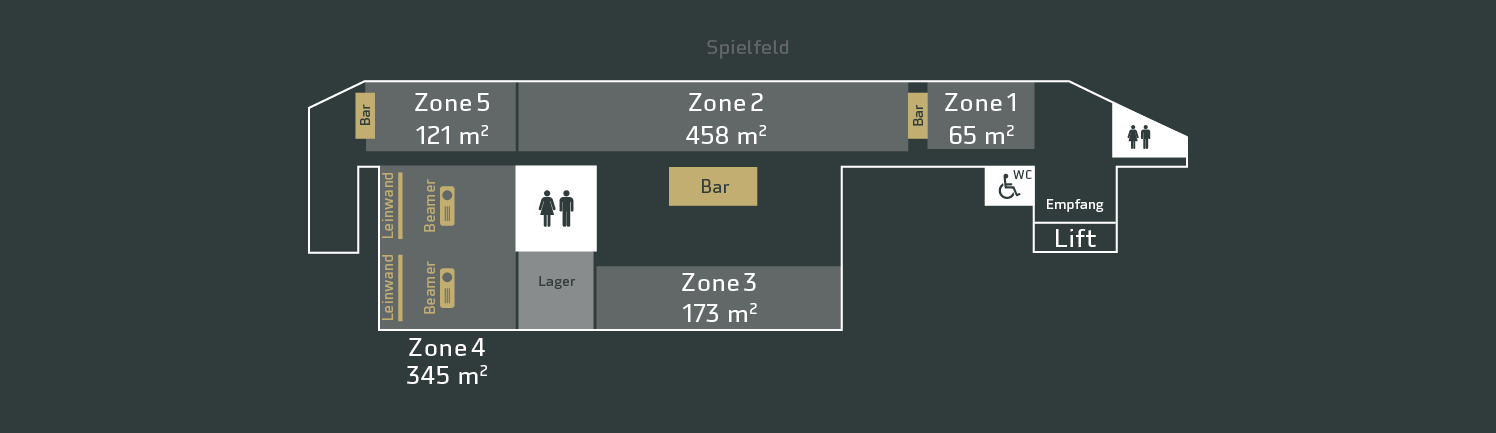 Spielfeld
Bar
Zone 5
121 m²
Zone 2
458 m²
Bar
Zone 1
65 m²
Leinwand
Beamer
Bar
WC
Empfang
Lift
Leinwand
Beamer
Lager
Zone 3
173 m²
Zone 4
345 m²